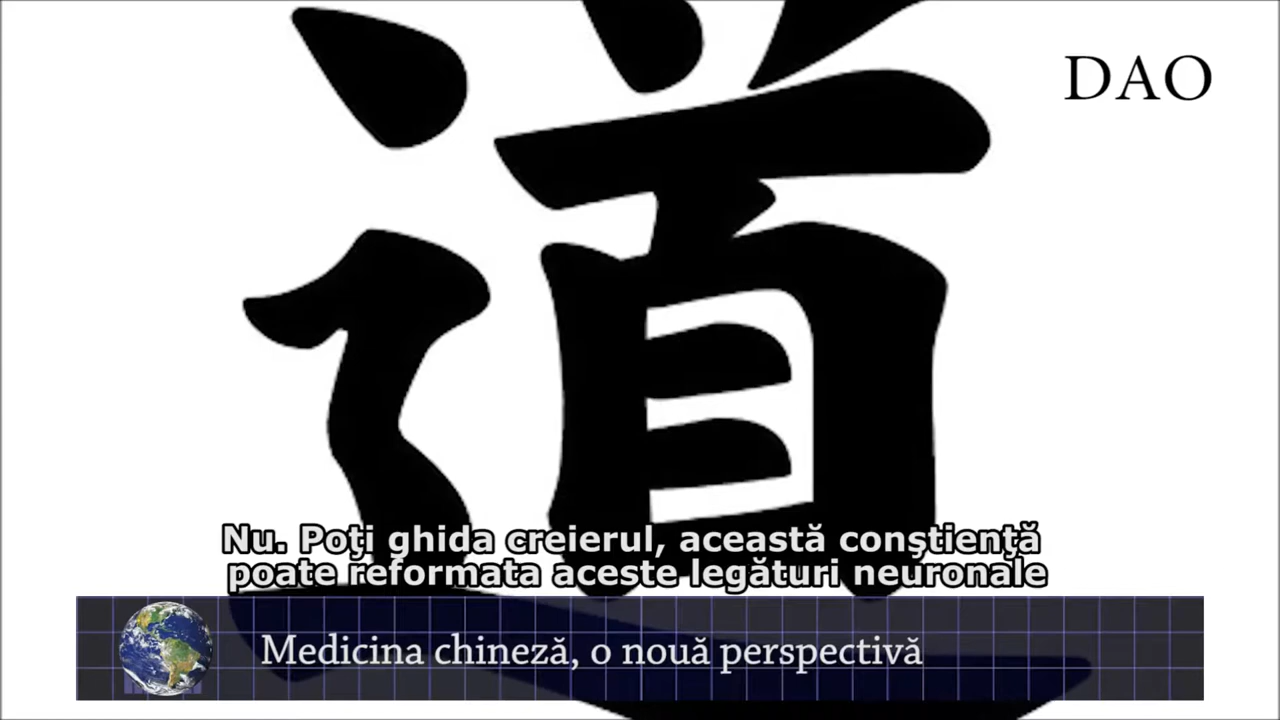 道
DAO
Nu. Poţi ghida creierul, această conştienţă
poate reformata aceste legături neuronale
Medicina chineză, o nouă perspectivă